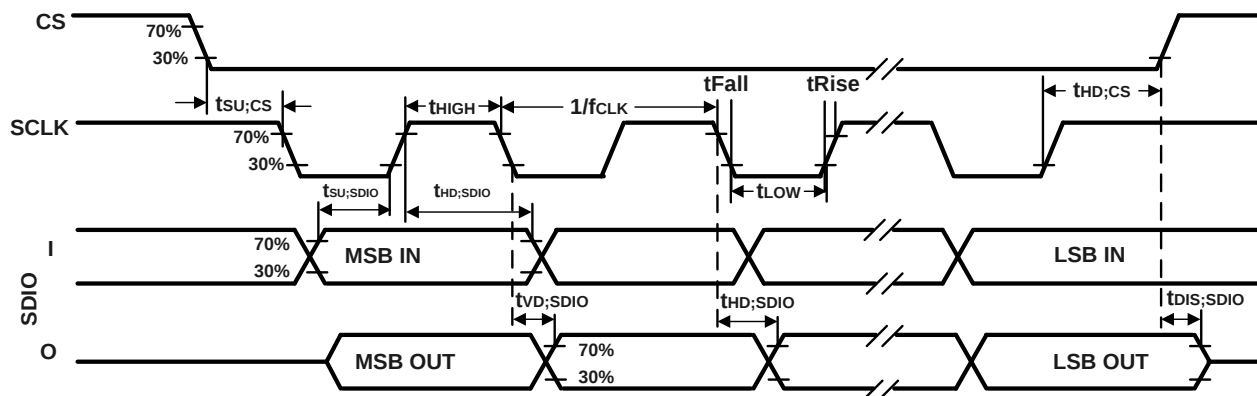 CS
70%
30%
tFall
tRise
tHD;CS
tSU;CS
tHIGH
1/fCLK
SCLK
70%
30%
tSU;SDIO
tHD;SDIO
tLOW
SDIO
I
70%
30%
MSB IN
LSB IN
tVD;SDIO
tHD;SDIO
tDIS;SDIO
O
MSB OUT
70%
30%
LSB OUT